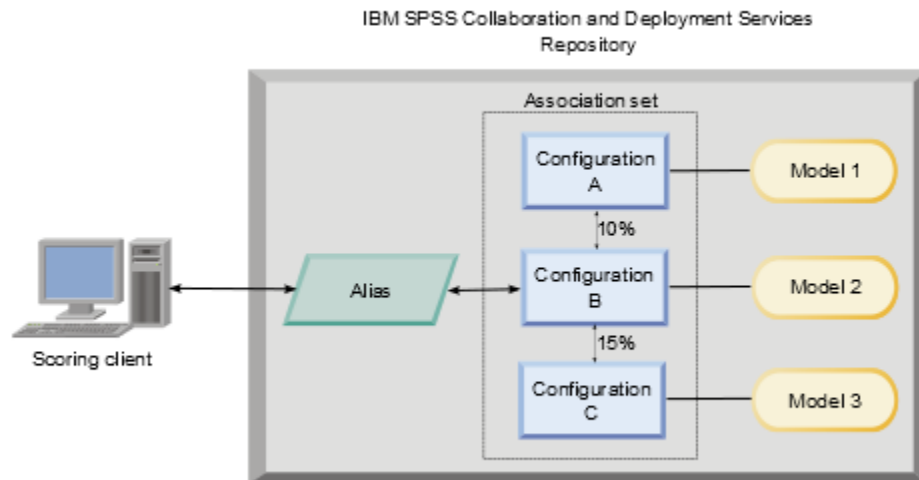 IBM SPSS Collaboration and Deployment Services
Repository
Association set
Configuration
A
Model 1
10%
Scoring client
Alias
Configuration
B
Model 2
15%
Configuration
C
Model 3